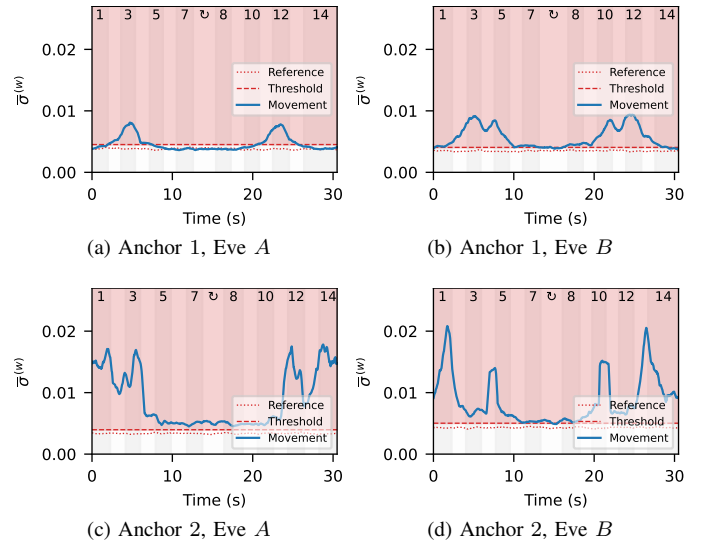 1 3 5 7 ↻ 8 10 12 14
0.02
0.01
0.00
σ̅⁽ʷ⁾
Reference
Threshold
Movement
0 10 20 30
Time (s)
(a) Anchor 1, Eve A
1 3 5 7 ↻ 8 10 12 14
0.02
0.01
0.00
σ̅⁽ʷ⁾
Reference
Threshold
Movement
0 10 20 30
Time (s)
(b) Anchor 1, Eve B
1 3 5 7 ↻ 8 10 12 14
0.02
0.01
0.00
σ̅⁽ʷ⁾
Reference
Threshold
Movement
0 10 20 30
Time (s)
(c) Anchor 2, Eve A
1 3 5 7 ↻ 8 10 12 14
0.02
0.01
0.00
σ̅⁽ʷ⁾
Reference
Threshold
Movement
0 10 20 30
Time (s)
(d) Anchor 2, Eve B